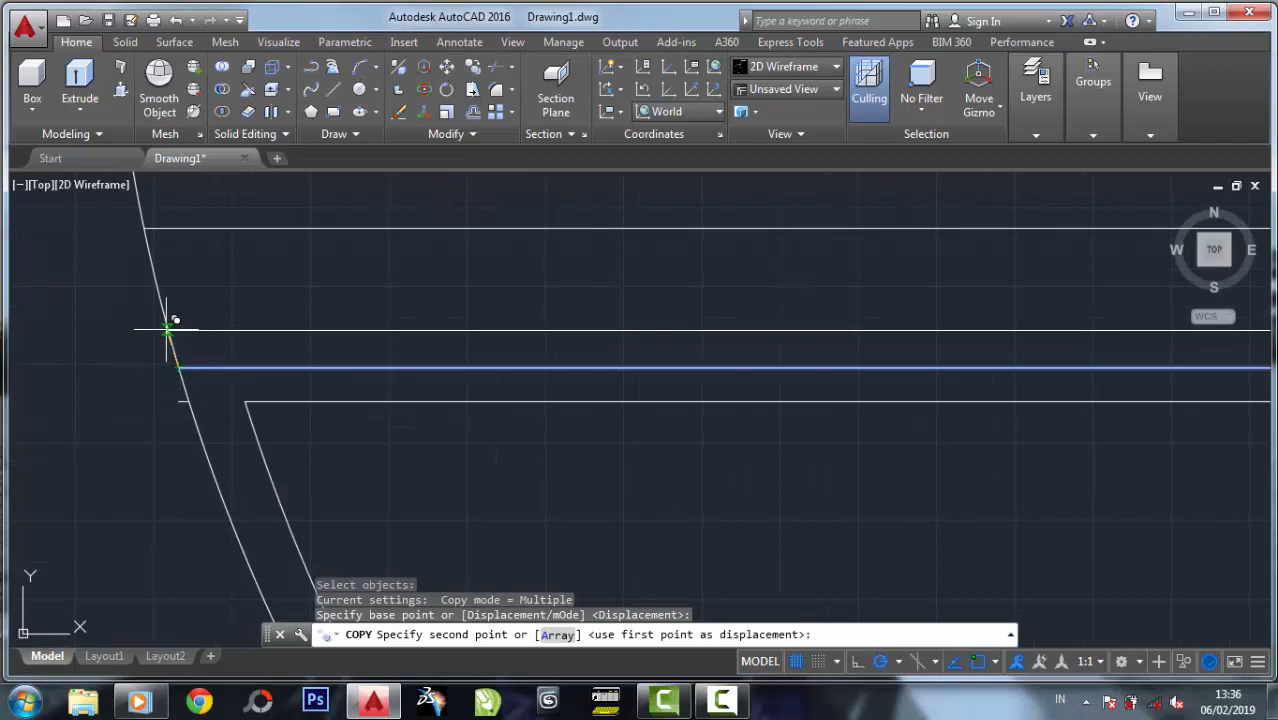 Autodesk AutoCAD 2016 Drawing1.dwg
Type a keyword or phrase
Sign In
Home Solid Surface Mesh Visualize Parametric Insert Annotate View Manage Output Add-ins A360 Express Tools Featured Apps BIM 360 Performance
Box
Extrude
Smooth
Object
Section
Plane
World
2D Wireframe
Unsaved View
Culling
No Filter
Move
Gizmo
Layers
Groups
View
Modeling
Mesh
Solid Editing
Draw
Modify
Section
Coordinates
View
Selection
Start
Drawing1*
[−][Top][2D Wireframe]
N
W
TOP
E
S
WCS
Y
X
Select objects:
Current settings: Copy mode = Multiple
Specify base point or [Displacement/mOde] <Displacement>:
COPY Specify second point or [Array] <use first point as displacement>:
Model Layout1 Layout2
MODEL
1:1
Ps
IN
13:36
06/02/2019